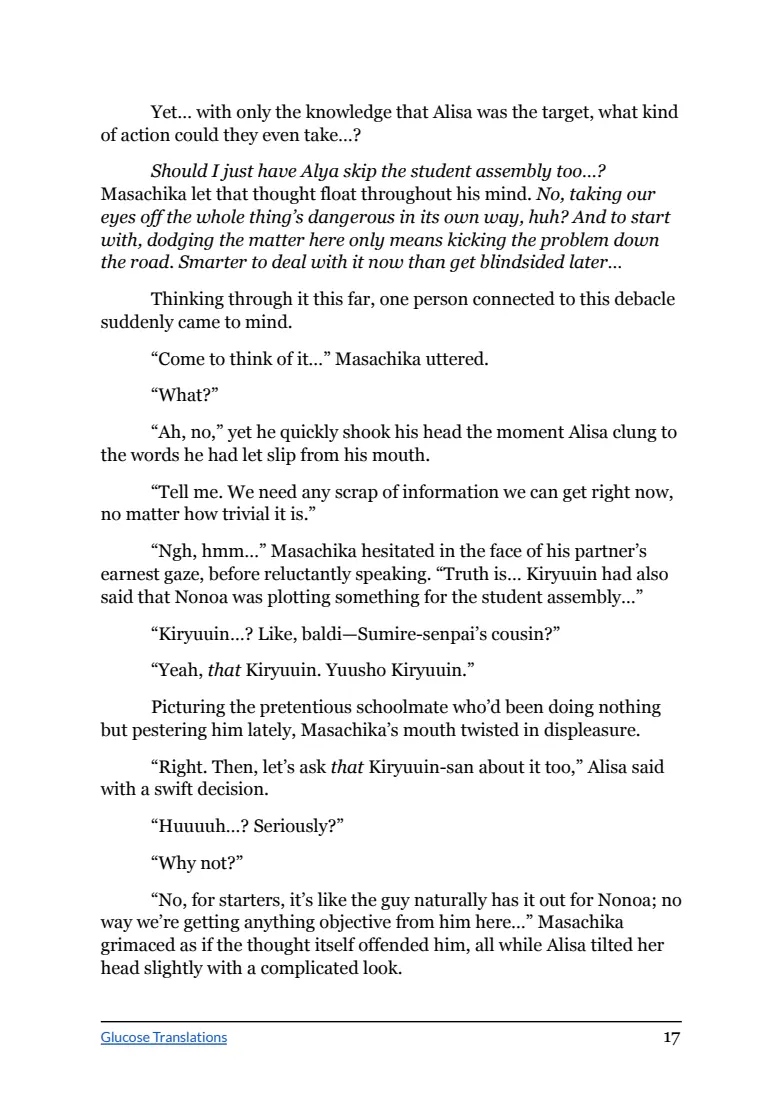 Yet… with only the knowledge that Alisa was the target, what kind
of action could they even take…?
Should I just have Alya skip the student assembly too…?
Masachika let that thought float throughout his mind. No, taking our
eyes off the whole thing’s dangerous in its own way, huh? And to start
with, dodging the matter here only means kicking the problem down
the road. Smarter to deal with it now than get blindsided later…
Thinking through it this far, one person connected to this debacle
suddenly came to mind.
“Come to think of it…” Masachika uttered.
“What?”
“Ah, no,” yet he quickly shook his head the moment Alisa clung to
the words he had let slip from his mouth.
“Tell me. We need any scrap of information we can get right now,
no matter how trivial it is.”
“Ngh, hmm…” Masachika hesitated in the face of his partner’s
earnest gaze, before reluctantly speaking. “Truth is… Kiryuuin had also
said that Nonoa was plotting something for the student assembly…”
“Kiryuuin…? Like, baldi—Sumire-senpai’s cousin?”
“Yeah, that Kiryuuin. Yuusho Kiryuuin.”
Picturing the pretentious schoolmate who’d been doing nothing
but pestering him lately, Masachika’s mouth twisted in displeasure.
“Right. Then, let’s ask that Kiryuuin-san about it too,” Alisa said
with a swift decision.
“Huuuuh…? Seriously?”
“Why not?”
“No, for starters, it’s like the guy naturally has it out for Nonoa; no
way we’re getting anything objective from him here…” Masachika
grimaced as if the thought itself offended him, all while Alisa tilted her
head slightly with a complicated look.
Glucose Translations 17